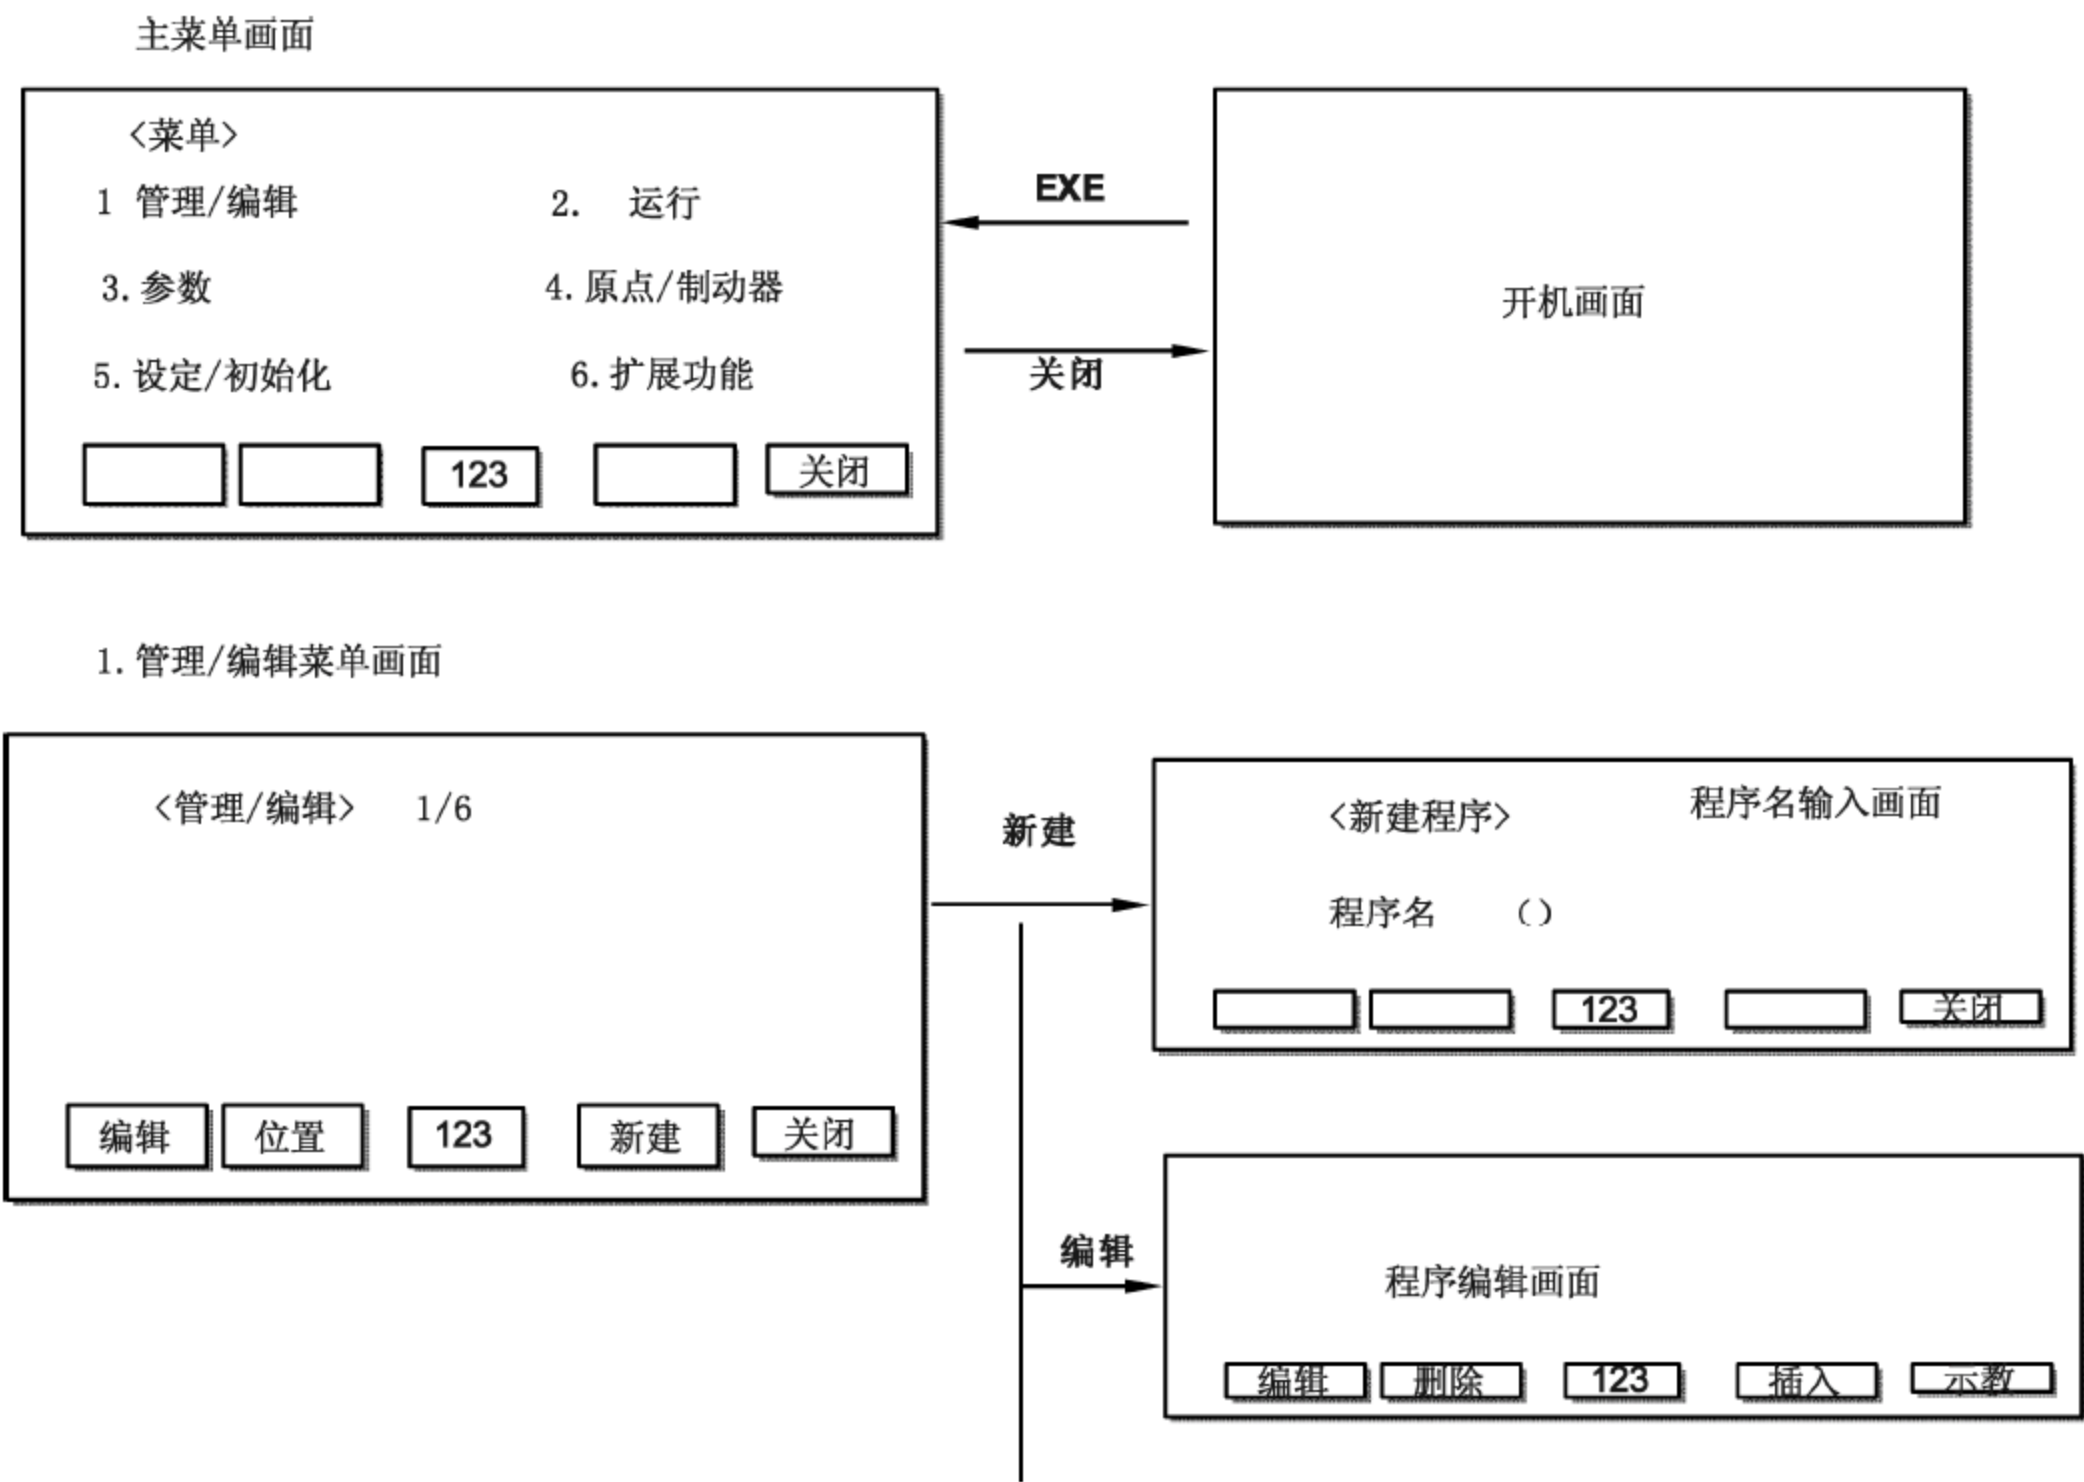 主菜单画面
<菜单>
1 管理/编辑
2. 运行
3.参数
4.原点/制动器
5.设定/初始化
6.扩展功能
123
关闭
EXE
关闭
开机画面
1.管理/编辑菜单画面
<管理/编辑> 1/6
编辑
位置
123
新建
关闭
新建
<新建程序>
程序名输入画面
程序名 ()
123
关闭
编辑
程序编辑画面
编辑
删除
123
插入
示教